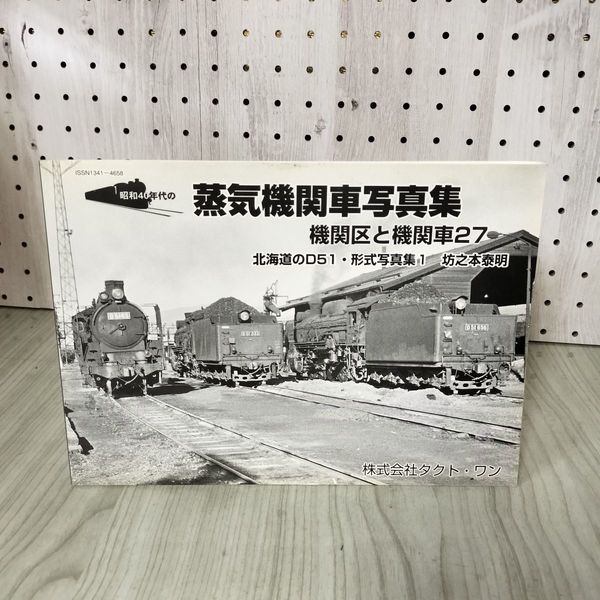 ISSN1341-4658
昭和40年代の
蒸気機関車写真集
機関区と機関車27
北海道のD51・形式写真集1 坊之本泰明
D51333
D51696
株式会社タクト・ワン